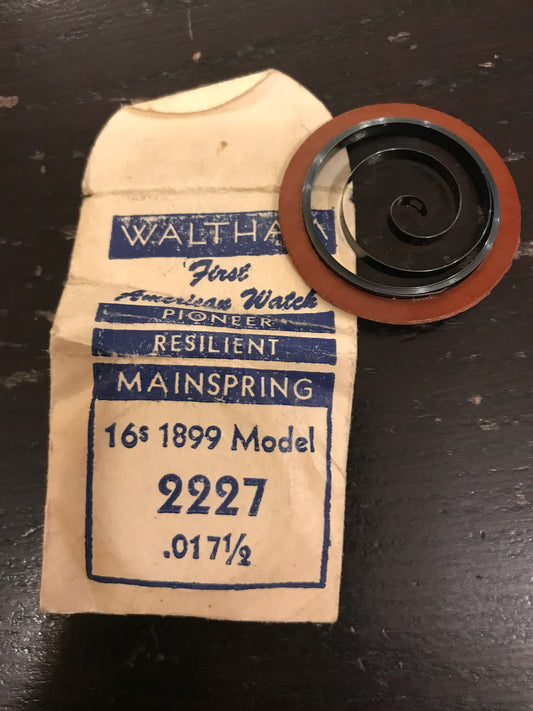 WALTHAM
First
American Watch
PIONEER
RESILIENT
MAINSPRING
16s 1899 Model
2227
.017½